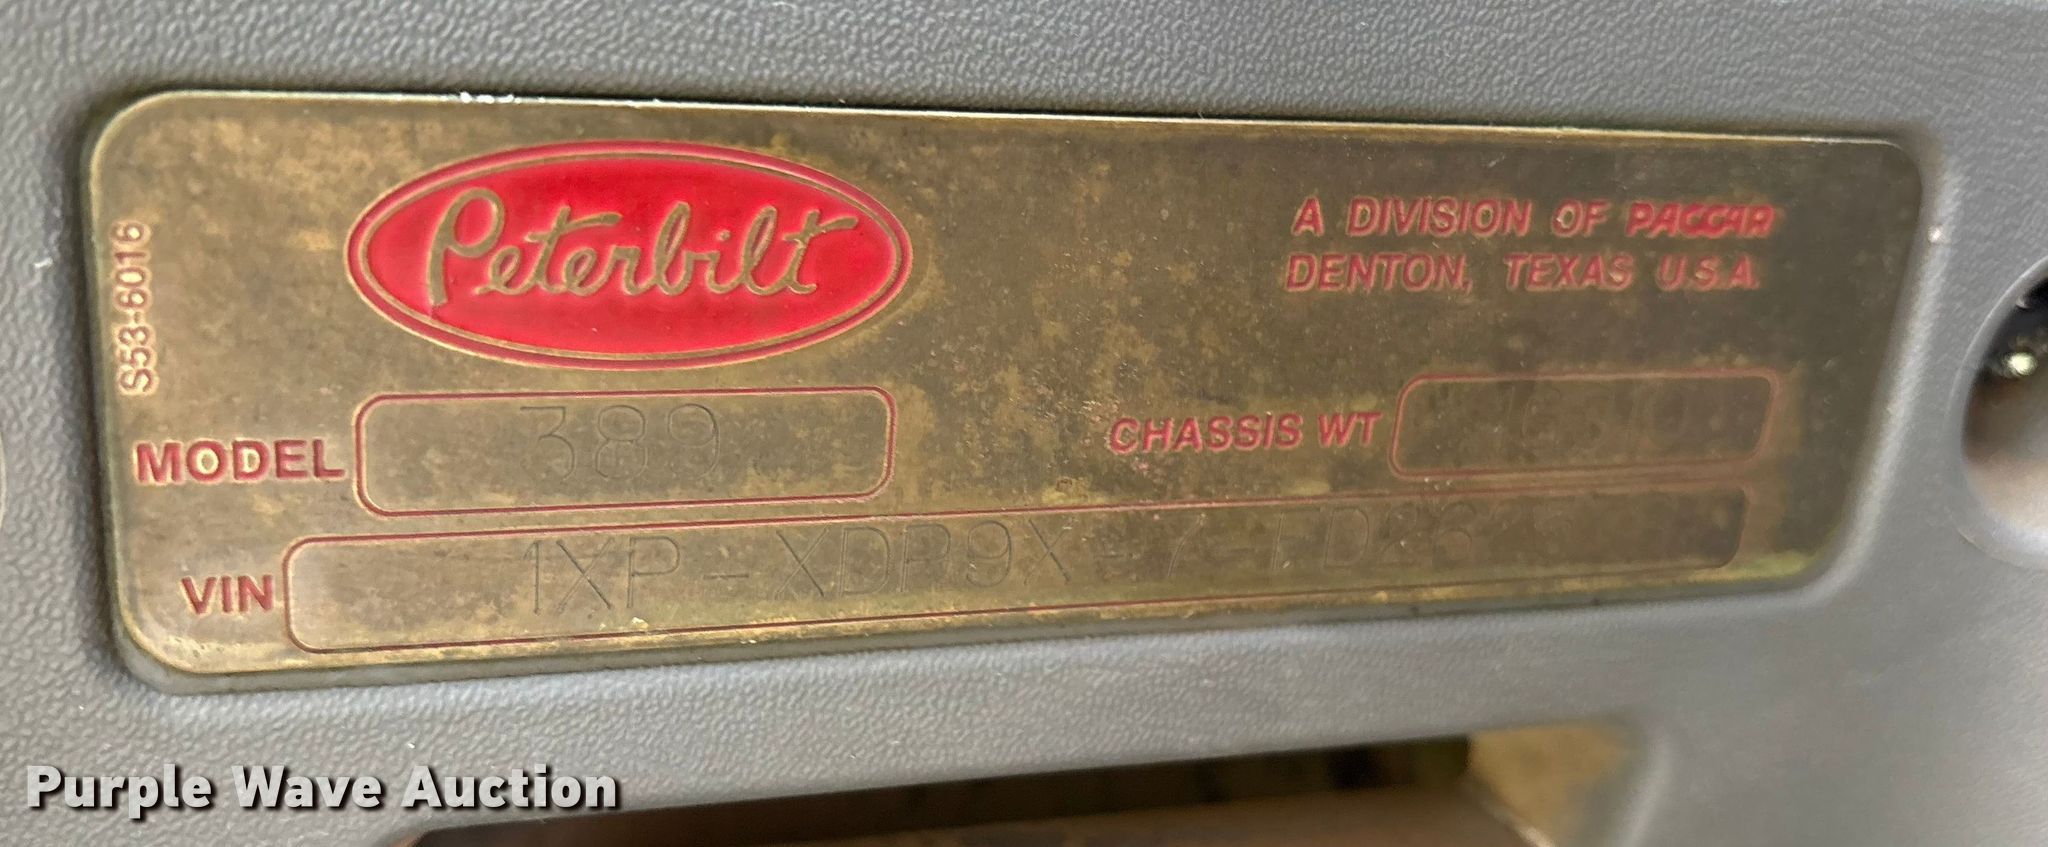 Peterbilt
A DIVISION OF PACCAR
DENTON, TEXAS U.S.A.
S53-6016
MODEL 389
CHASSIS WT
VIN
Purple Wave Auction